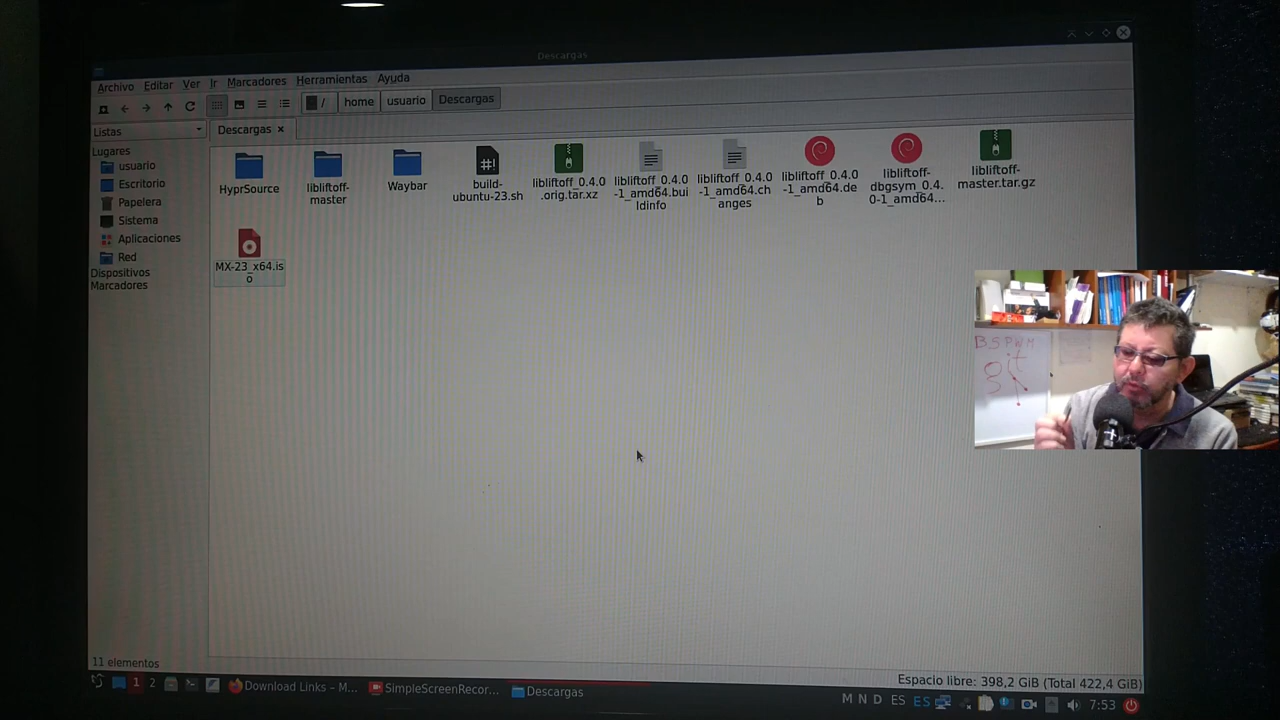 Descargas
Archivo Editar Ver Ir Marcadores Herramientas Ayuda
/ home usuario Descargas
Listas
Descargas
Lugares
usuario
Escritorio
Papelera
Sistema
Aplicaciones
Red
Dispositivos
Marcadores
HyprSource
libliftoff-
master
Waybar
build-
ubuntu-23.sh
libliftoff_0.4.0
.orig.tar.xz
libliftoff_0.4.0
-1_amd64.bui
ldinfo
libliftoff_0.4.0
-1_amd64.ch
anges
libliftoff_0.4.0
-1_amd64.de
b
libliftoff-
dbgsym_0.4.
0-1_amd64...
libliftoff-
master.tar.gz
MX-23_x64.is
o
BSPWM
11 elementos
Espacio libre: 398,2 GiB (Total 422,4 GiB)
1 2 Download Links – M... SimpleScreenRecor... Descargas M N D ES ES 7:53